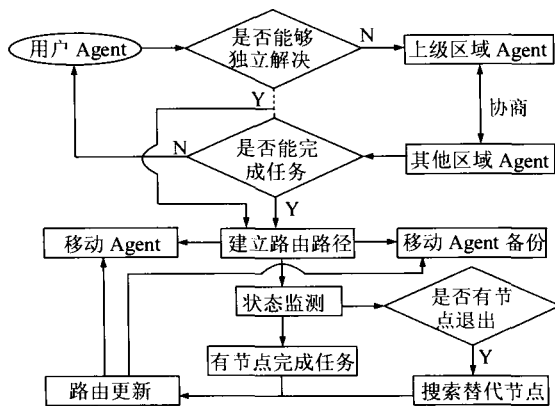 用户 Agent
是否能够
独立解决
N
上级区域 Agent
Y
协商
N
是否能完
成任务
其他区域 Agent
Y
移动 Agent
建立路由路径
移动 Agent 备份
状态监测
是否有节
点退出
有节点完成任务
Y
路由更新
搜索替代节点